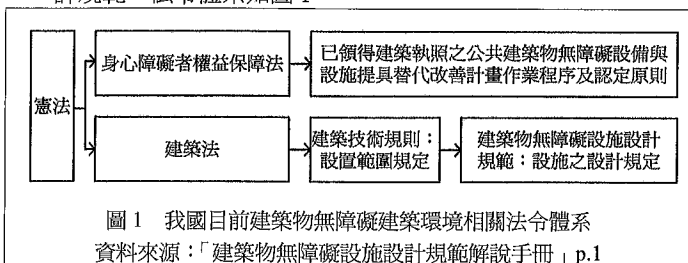 憲法
身心障礙者權益保障法
已領得建築執照之公共建築物無障礙設備與
設施提具替代改善計畫作業程序及認定原則
建築法
建築技術規則：
設置範圍規定
建築物無障礙設施設計
規範：設施之設計規定
圖1 我國目前建築物無障礙建築環境相關法令體系
資料來源：「建築物無障礙設施設計規範解說手冊」p.1